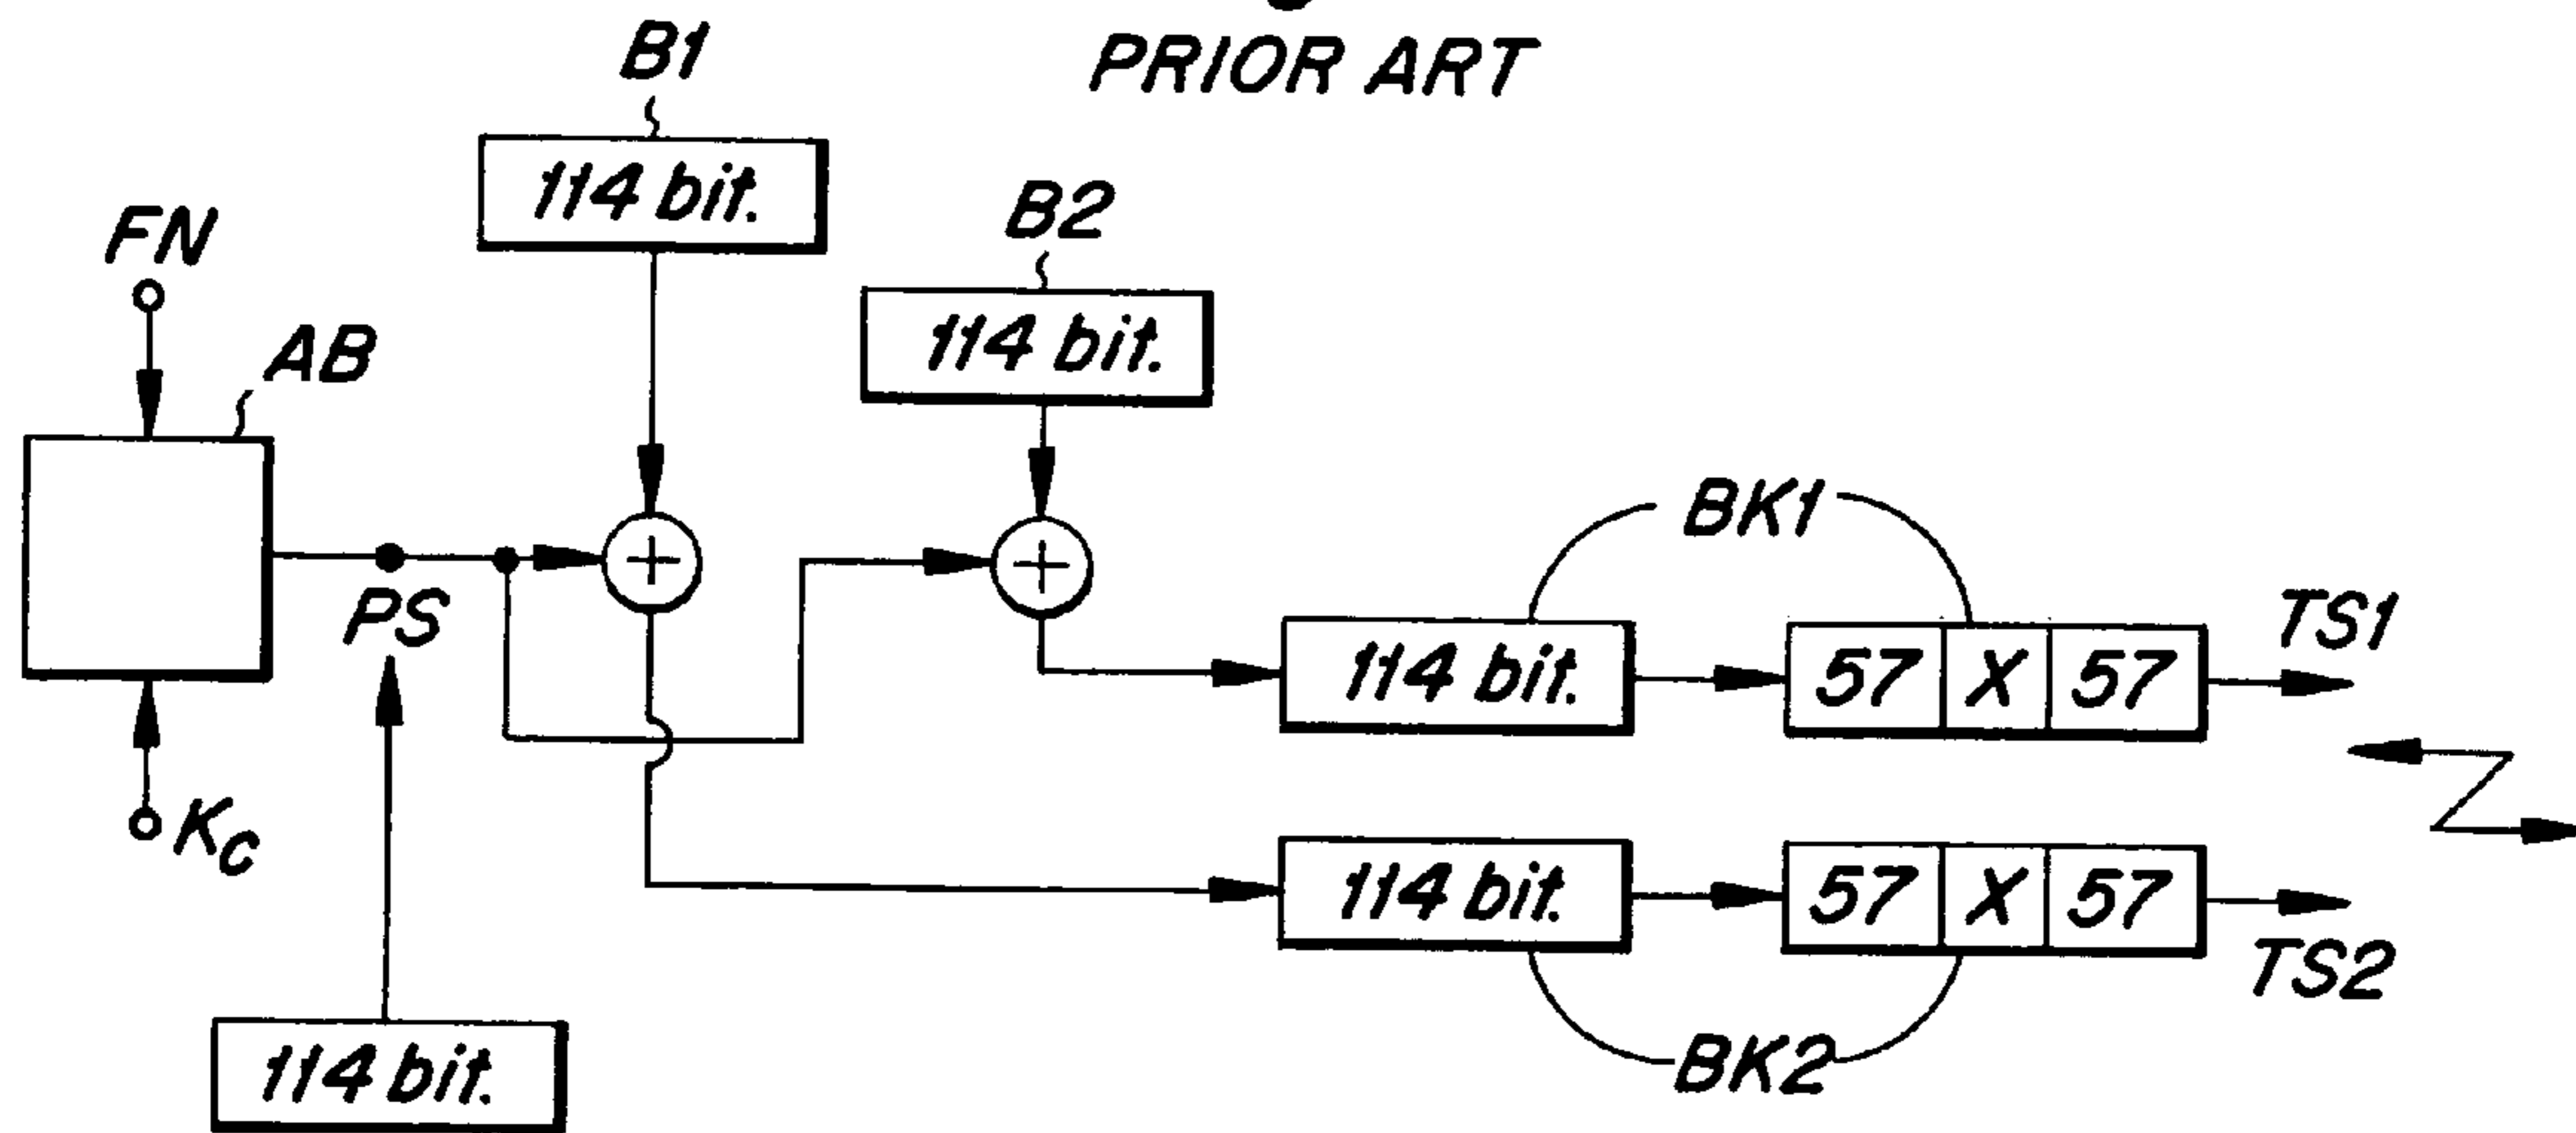 PRIOR ART
B1
114 bit.
B2
114 bit.
FN
AB
PS
Kc
114 bit.
BK1
114 bit.
57 X 57
TS1
114 bit.
57 X 57
TS2
BK2